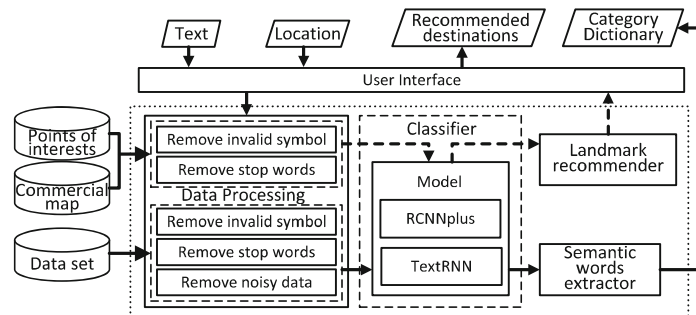 Text
Location
Recommended
destinations
Category
Dictionary
User Interface
Points of
interests
Commercial
map
Data set
Remove invalid symbol
Remove stop words
Data Processing
Remove invalid symbol
Remove stop words
Remove noisy data
Classifier
Model
RCNNplus
TextRNN
Landmark
recommender
Semantic
words
extractor